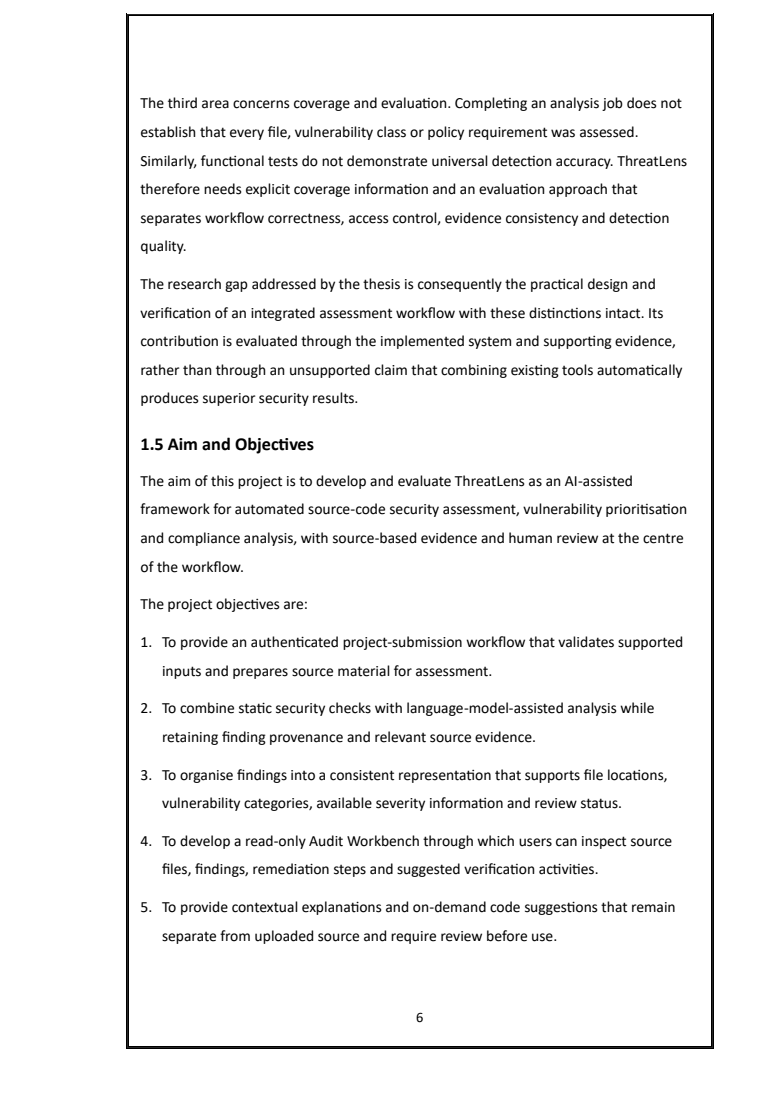 The third area concerns coverage and evaluation. Completing an analysis job does not
establish that every file, vulnerability class or policy requirement was assessed.
Similarly, functional tests do not demonstrate universal detection accuracy. ThreatLens
therefore needs explicit coverage information and an evaluation approach that
separates workflow correctness, access control, evidence consistency and detection
quality.
The research gap addressed by the thesis is consequently the practical design and
verification of an integrated assessment workflow with these distinctions intact. Its
contribution is evaluated through the implemented system and supporting evidence,
rather than through an unsupported claim that combining existing tools automatically
produces superior security results.
1.5 Aim and Objectives
The aim of this project is to develop and evaluate ThreatLens as an AI-assisted
framework for automated source-code security assessment, vulnerability prioritisation
and compliance analysis, with source-based evidence and human review at the centre
of the workflow.
The project objectives are:
1. To provide an authenticated project-submission workflow that validates supported
inputs and prepares source material for assessment.
2. To combine static security checks with language-model-assisted analysis while
retaining finding provenance and relevant source evidence.
3. To organise findings into a consistent representation that supports file locations,
vulnerability categories, available severity information and review status.
4. To develop a read-only Audit Workbench through which users can inspect source
files, findings, remediation steps and suggested verification activities.
5. To provide contextual explanations and on-demand code suggestions that remain
separate from uploaded source and require review before use.
6